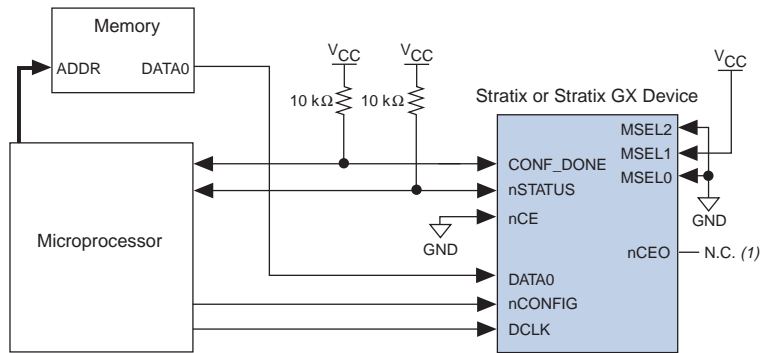 Memory
ADDR DATA0
VCC VCC
10 kΩ 10 kΩ
VCC
Stratix or Stratix GX Device
MSEL2
MSEL1
MSEL0
CONF_DONE
nSTATUS
nCE
GND
GND
Microprocessor
nCEO N.C. (1)
DATA0
nCONFIG
DCLK